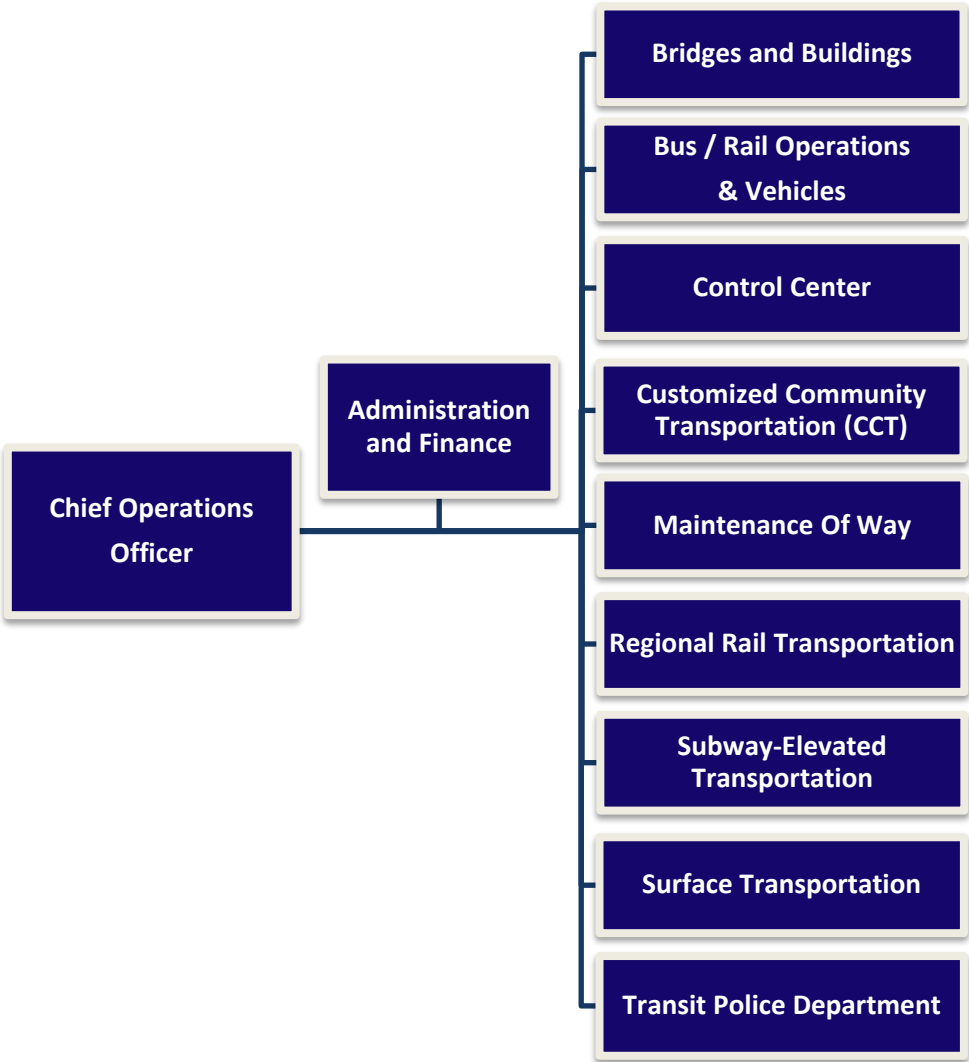 Bridges and Buildings
Bus / Rail Operations
& Vehicles
Control Center
Administration
and Finance
Customized Community
Transportation (CCT)
Chief Operations
Officer
Maintenance Of Way
Regional Rail Transportation
Subway-Elevated
Transportation
Surface Transportation
Transit Police Department